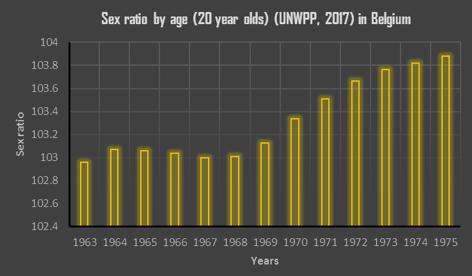 Sex ratio by age (20 year olds) (UNWPP, 2017) in Belgium
104
103.8
103.6
103.4
103.2
103
102.8
102.6
102.4
Sex ratio
1963 1964 1965 1966 1967 1968 1969 1970 1971 1972 1973 1974 1975
Years